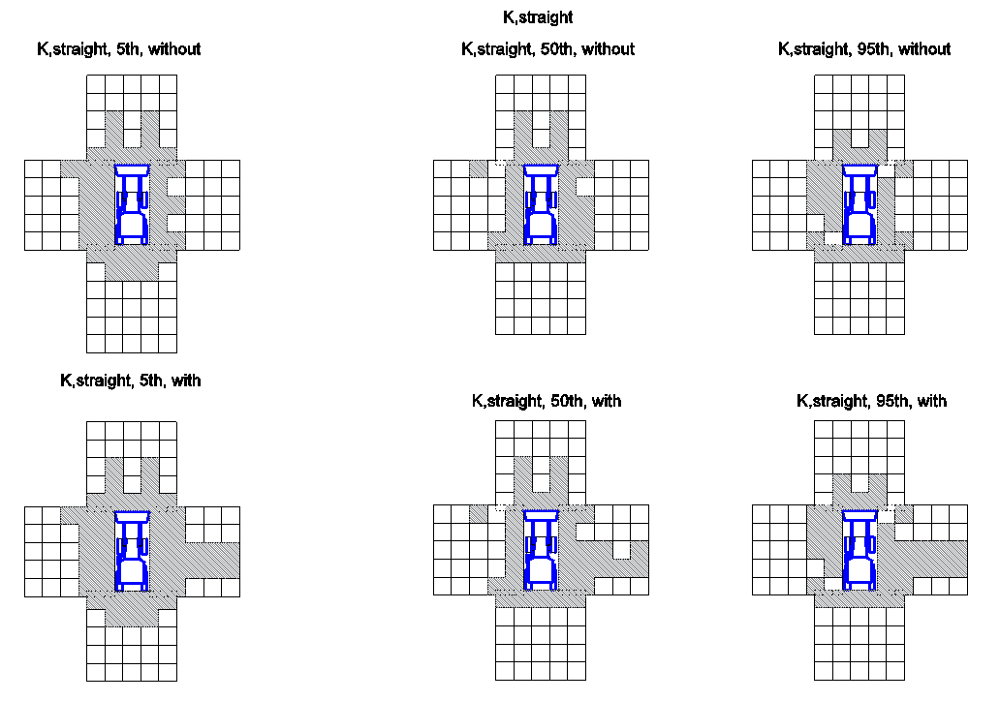 K,straight
K,straight, 5th, without
K,straight, 50th, without
K,straight, 95th, without
K,straight, 5th, with
K,straight, 50th, with
K,straight, 95th, with